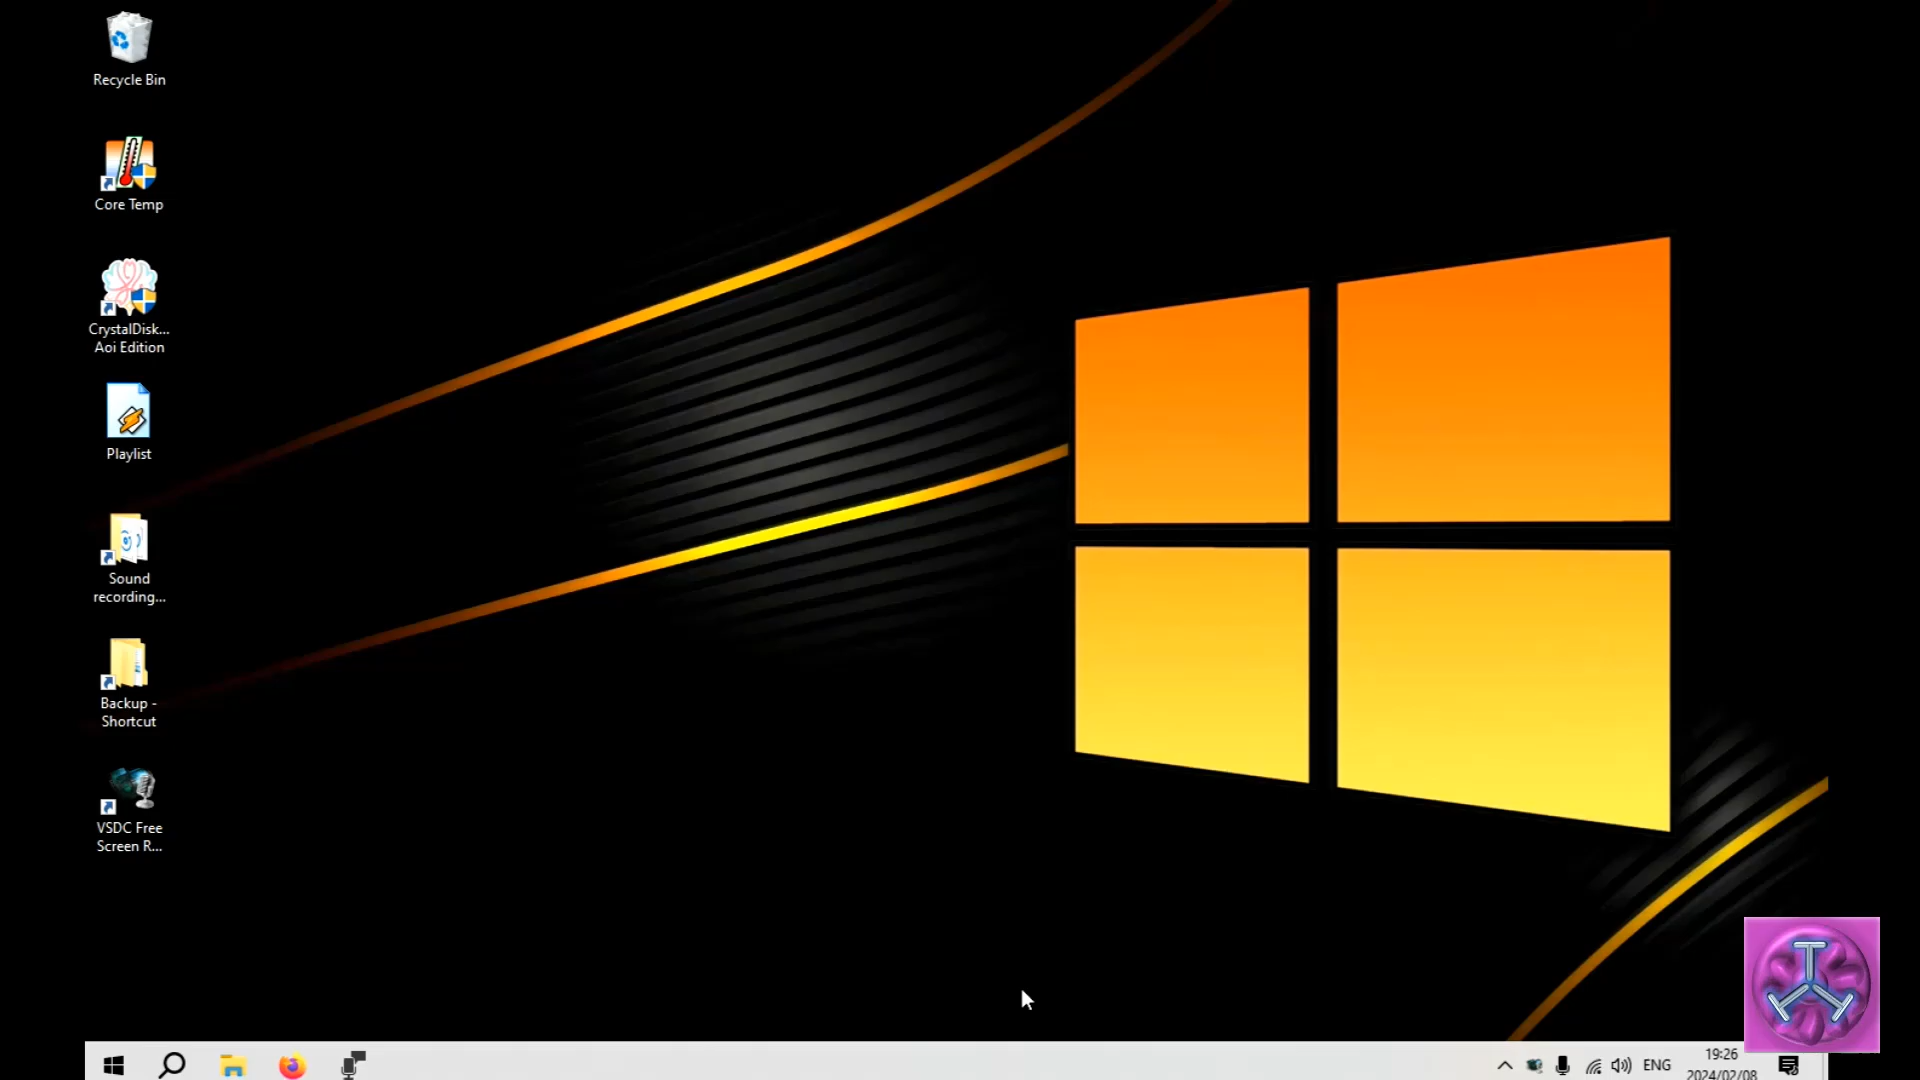 Recycle Bin
Core Temp
CrystalDisk...
Aoi Edition
Playlist
Sound
recording...
Backup -
Shortcut
VSDC Free
Screen R...
ENG
19:26
2024/02/08